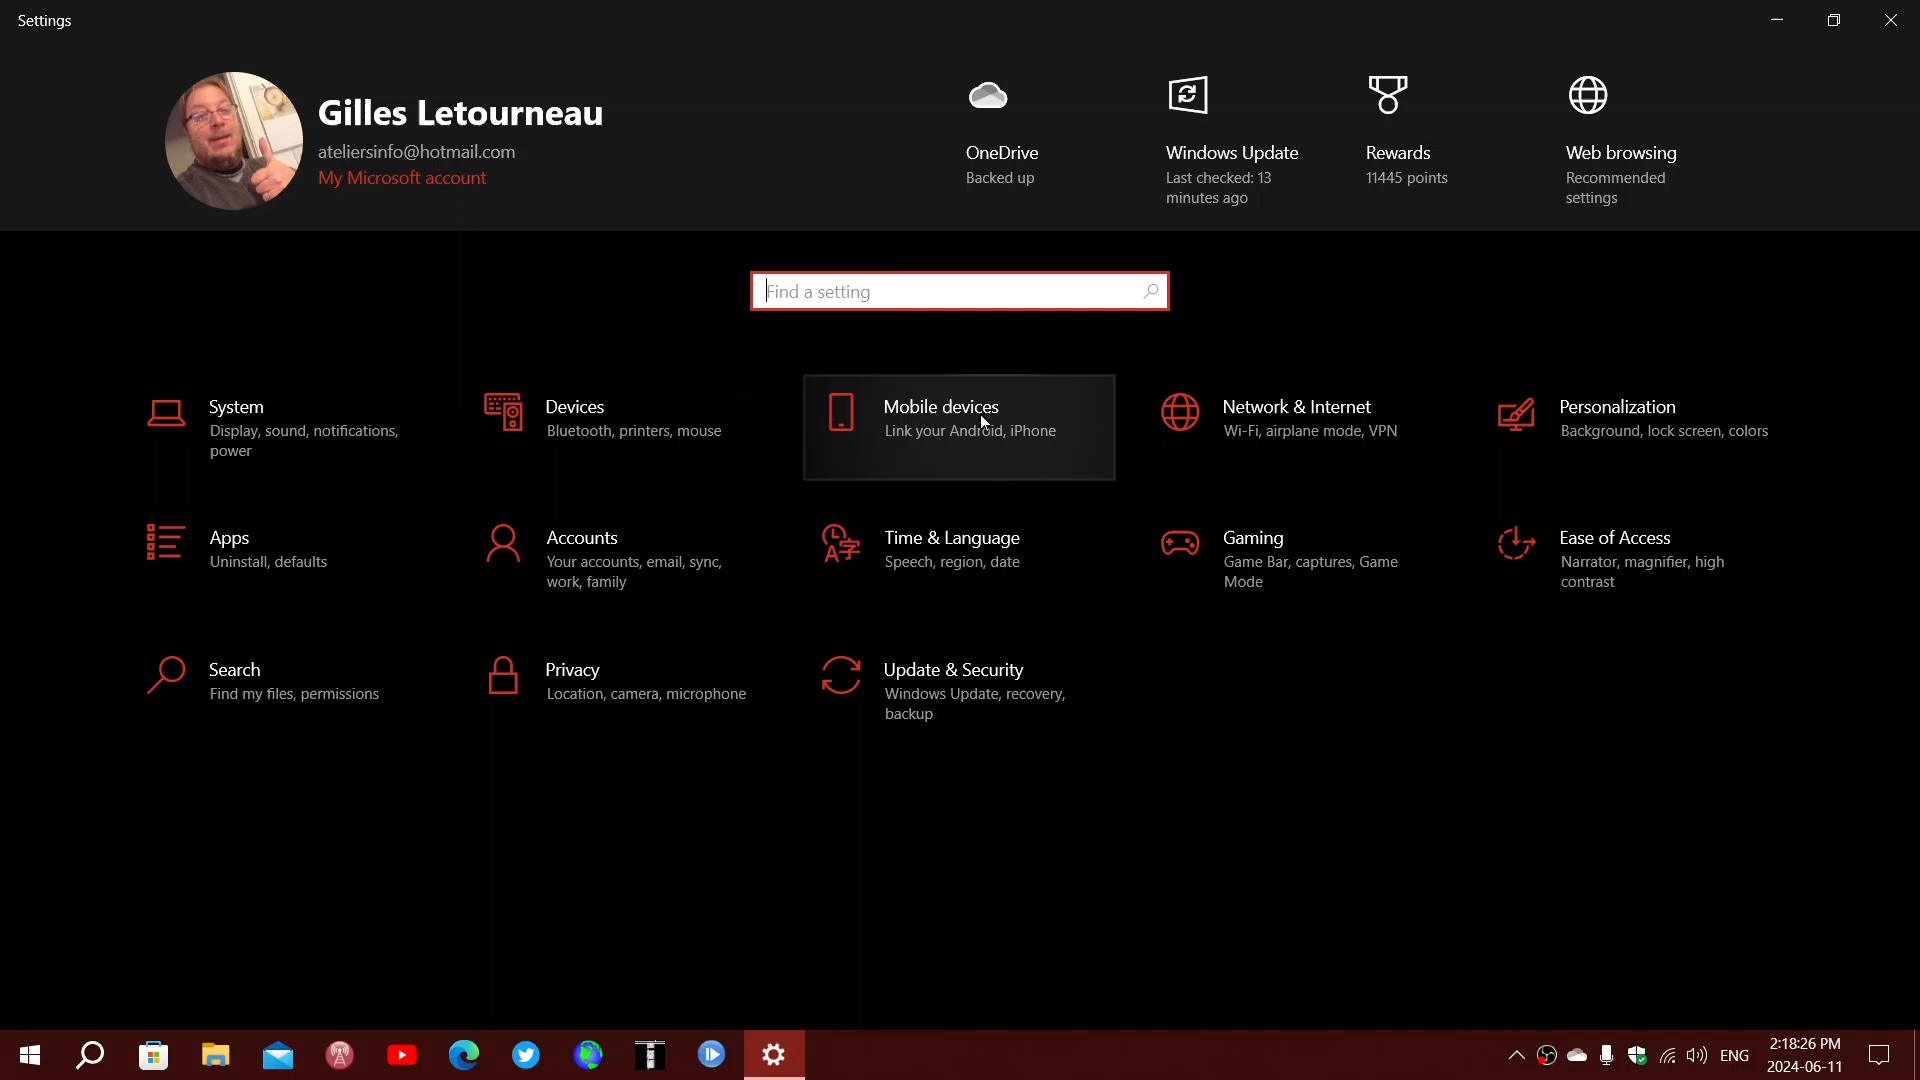 Settings
Gilles Letourneau
ateliersinfo@hotmail.com
My Microsoft account
OneDrive
Backed up
Windows Update
Last checked: 13
minutes ago
Rewards
11445 points
Web browsing
Recommended
settings
Find a setting
System
Display, sound, notifications,
power
Devices
Bluetooth, printers, mouse
Mobile devices
Link your Android, iPhone
Network & Internet
Wi-Fi, airplane mode, VPN
Personalization
Background, lock screen, colors
Apps
Uninstall, defaults
Accounts
Your accounts, email, sync,
work, family
Time & Language
Speech, region, date
Gaming
Game Bar, captures, Game
Mode
Ease of Access
Narrator, magnifier, high
contrast
Search
Find my files, permissions
Privacy
Location, camera, microphone
Update & Security
Windows Update, recovery,
backup
ENG
2:18:26 PM
2024-06-11